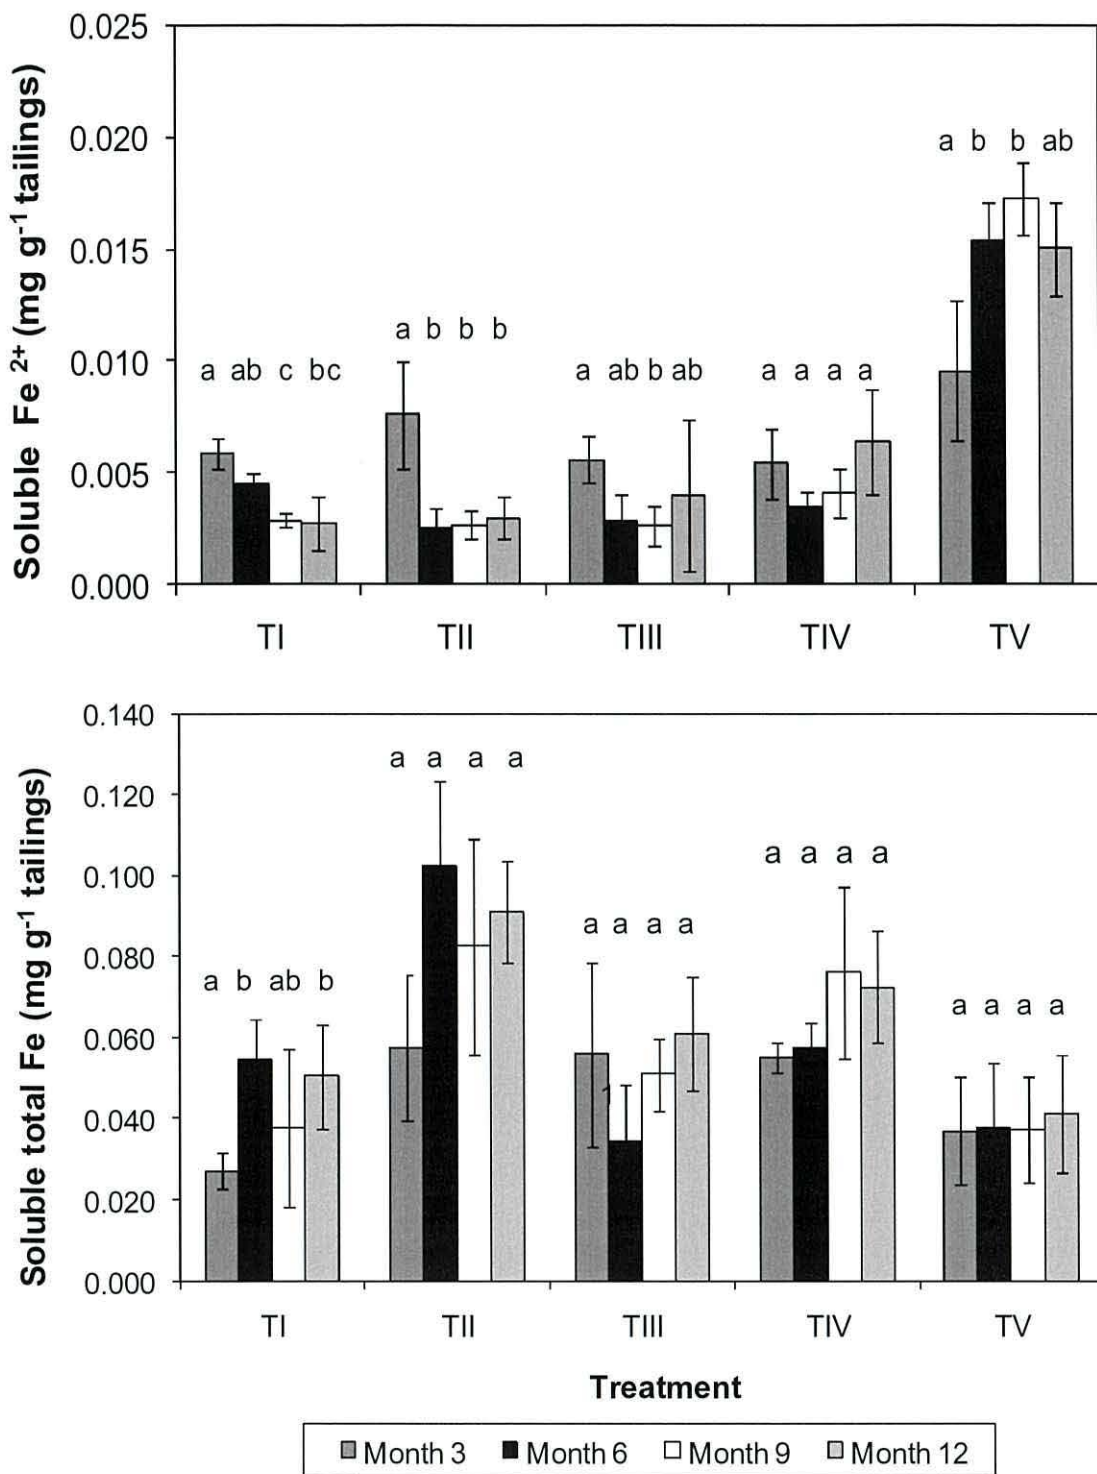 Soluble Fe 2+ (mg g-1 tailings)
0.025
0.020
0.015
0.010
0.005
0.000
a ab c bc
a b b b
a ab b ab
a a a a
a b b ab
TI TII TIII TIV TV
Soluble total Fe (mg g-1 tailings)
0.140
0.120
0.100
0.080
0.060
0.040
0.020
0.000
a b ab b
a a a a
a a a a
a a a a
a a a a
TI TII TIII TIV TV
Treatment
Month 3 Month 6 Month 9 Month 12